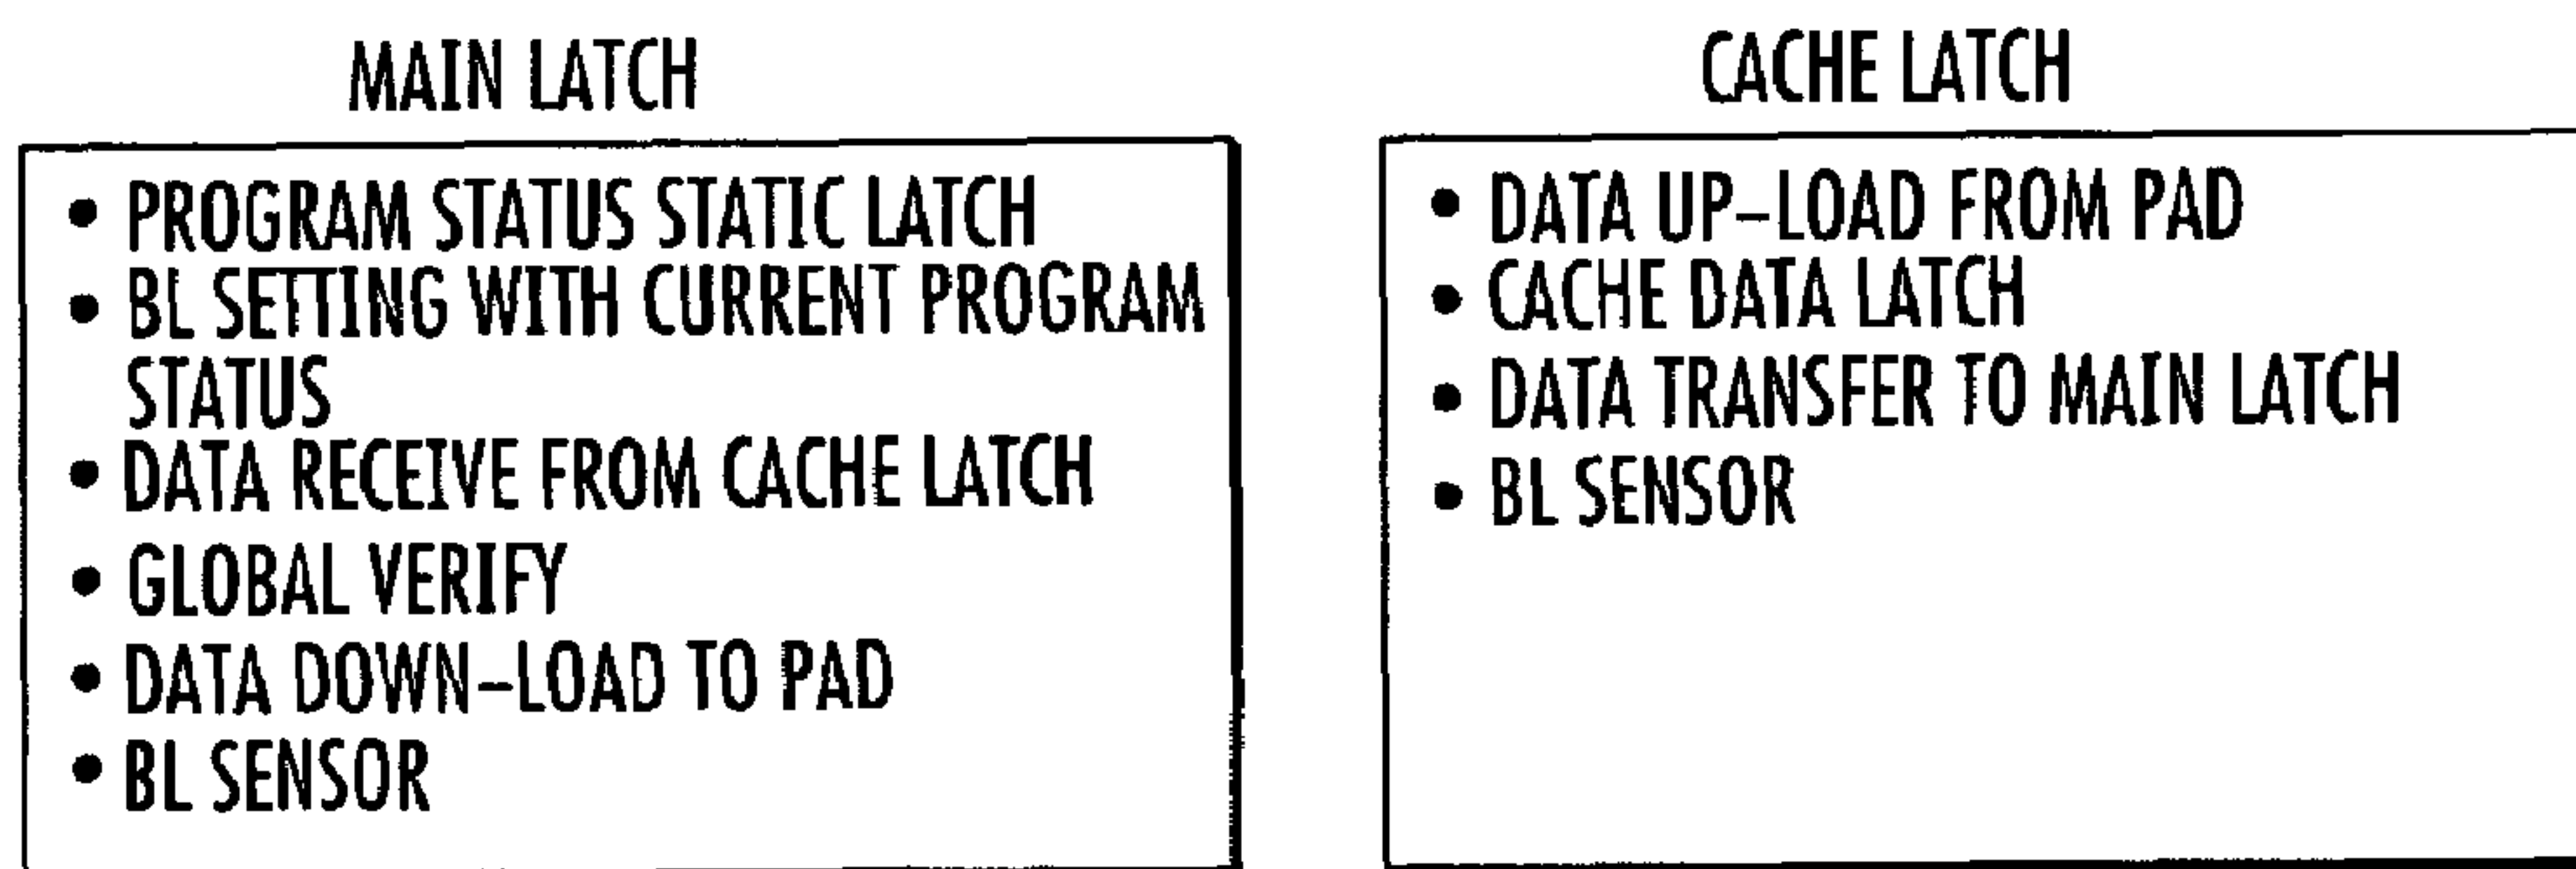 MAIN LATCH
• PROGRAM STATUS STATIC LATCH
• BL SETTING WITH CURRENT PROGRAM
STATUS
• DATA RECEIVE FROM CACHE LATCH
• GLOBAL VERIFY
• DATA DOWN–LOAD TO PAD
• BL SENSOR
CACHE LATCH
• DATA UP–LOAD FROM PAD
• CACHE DATA LATCH
• DATA TRANSFER TO MAIN LATCH
• BL SENSOR